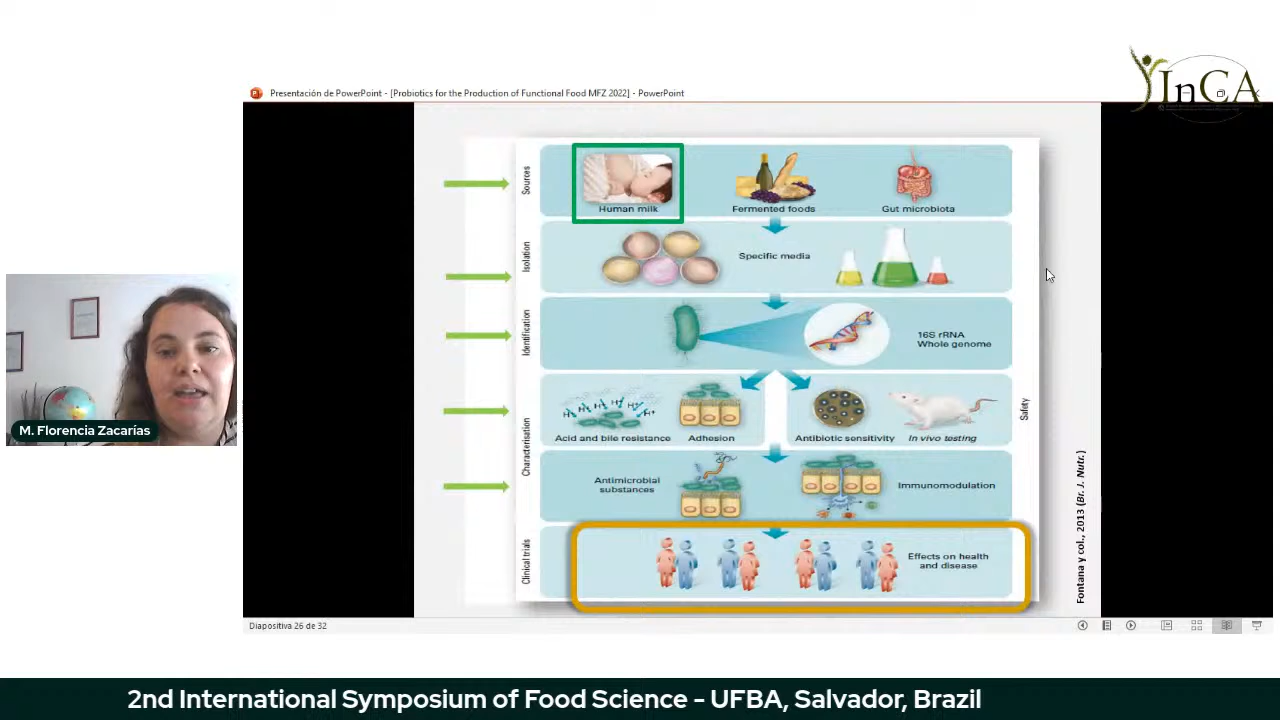 InCA
Presentación de PowerPoint - [Probiotics for the Production of Functional Food MFZ 2022] - PowerPoint
Sources
Human milk
Fermented foods
Gut microbiota
Isolation
Specific media
Identification
16S rRNA
Whole genome
Characterisation
Acid and bile resistance
Adhesion
Antibiotic sensitivity
In vivo testing
H+ H+ H+ H+ H+ H+
Safety
Antimicrobial
substances
Immunomodulation
Clinical trials
Effects on health
and disease
Fontana y col., 2013 (Br. J. Nutr.)
M. Florencia Zacarías
Diapositiva 26 de 32
2nd International Symposium of Food Science - UFBA, Salvador, Brazil